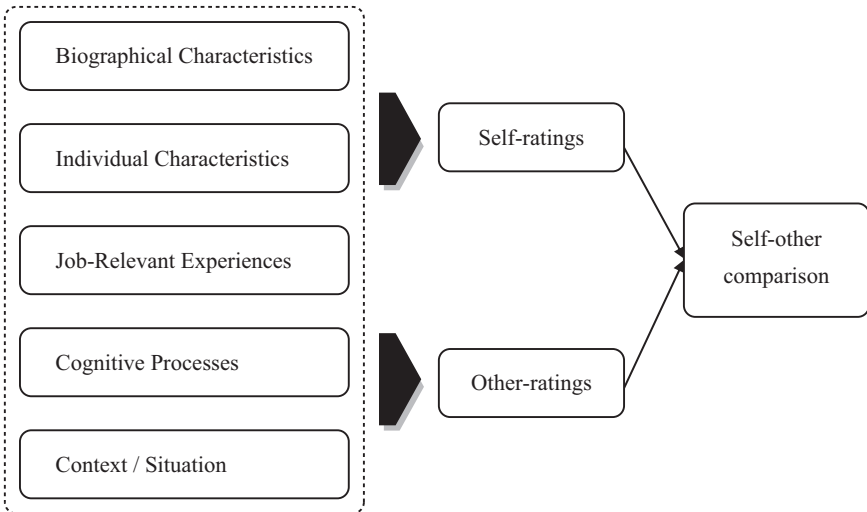 Biographical Characteristics
Individual Characteristics
Job-Relevant Experiences
Cognitive Processes
Context / Situation
Self-ratings
Other-ratings
Self-other
comparison